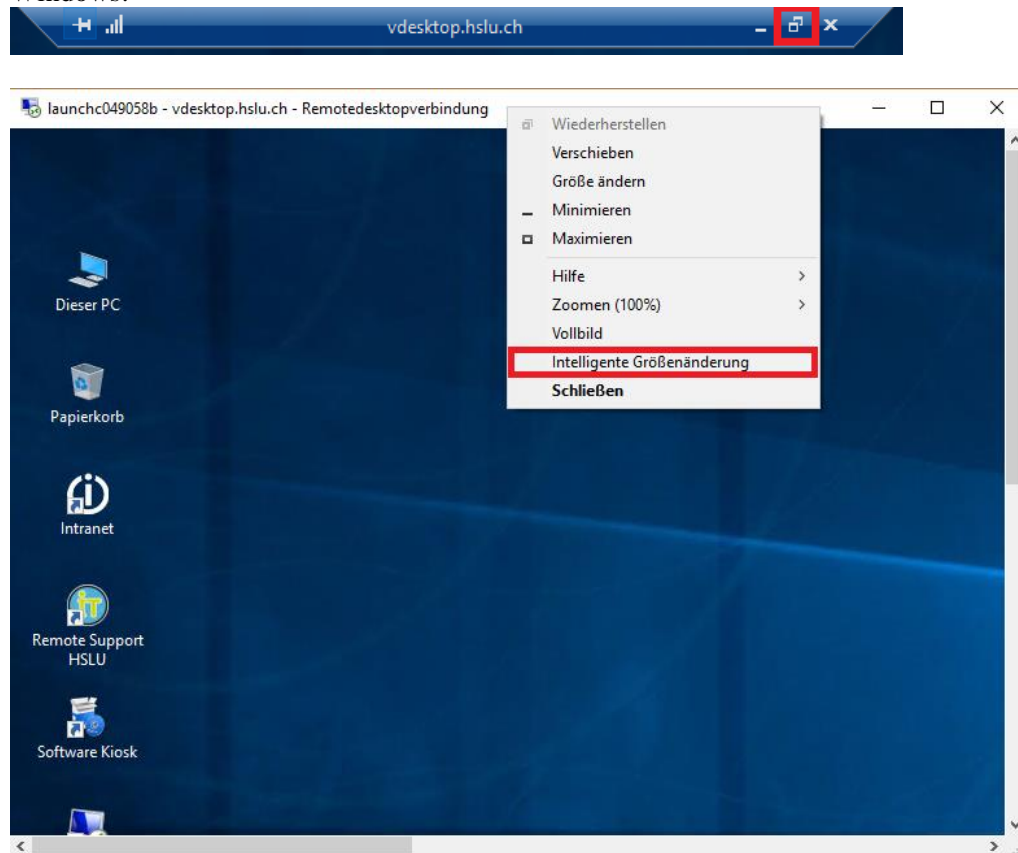 Windows.
vdesktop.hslu.ch
launchc049058b - vdesktop.hslu.ch - Remotedesktopverbindung
Wiederherstellen
Verschieben
Größe ändern
Minimieren
Maximieren
Hilfe
Zoomen (100%)
Vollbild
Intelligente Größenänderung
Schließen
Dieser PC
Papierkorb
Intranet
Remote Support
HSLU
Software Kiosk